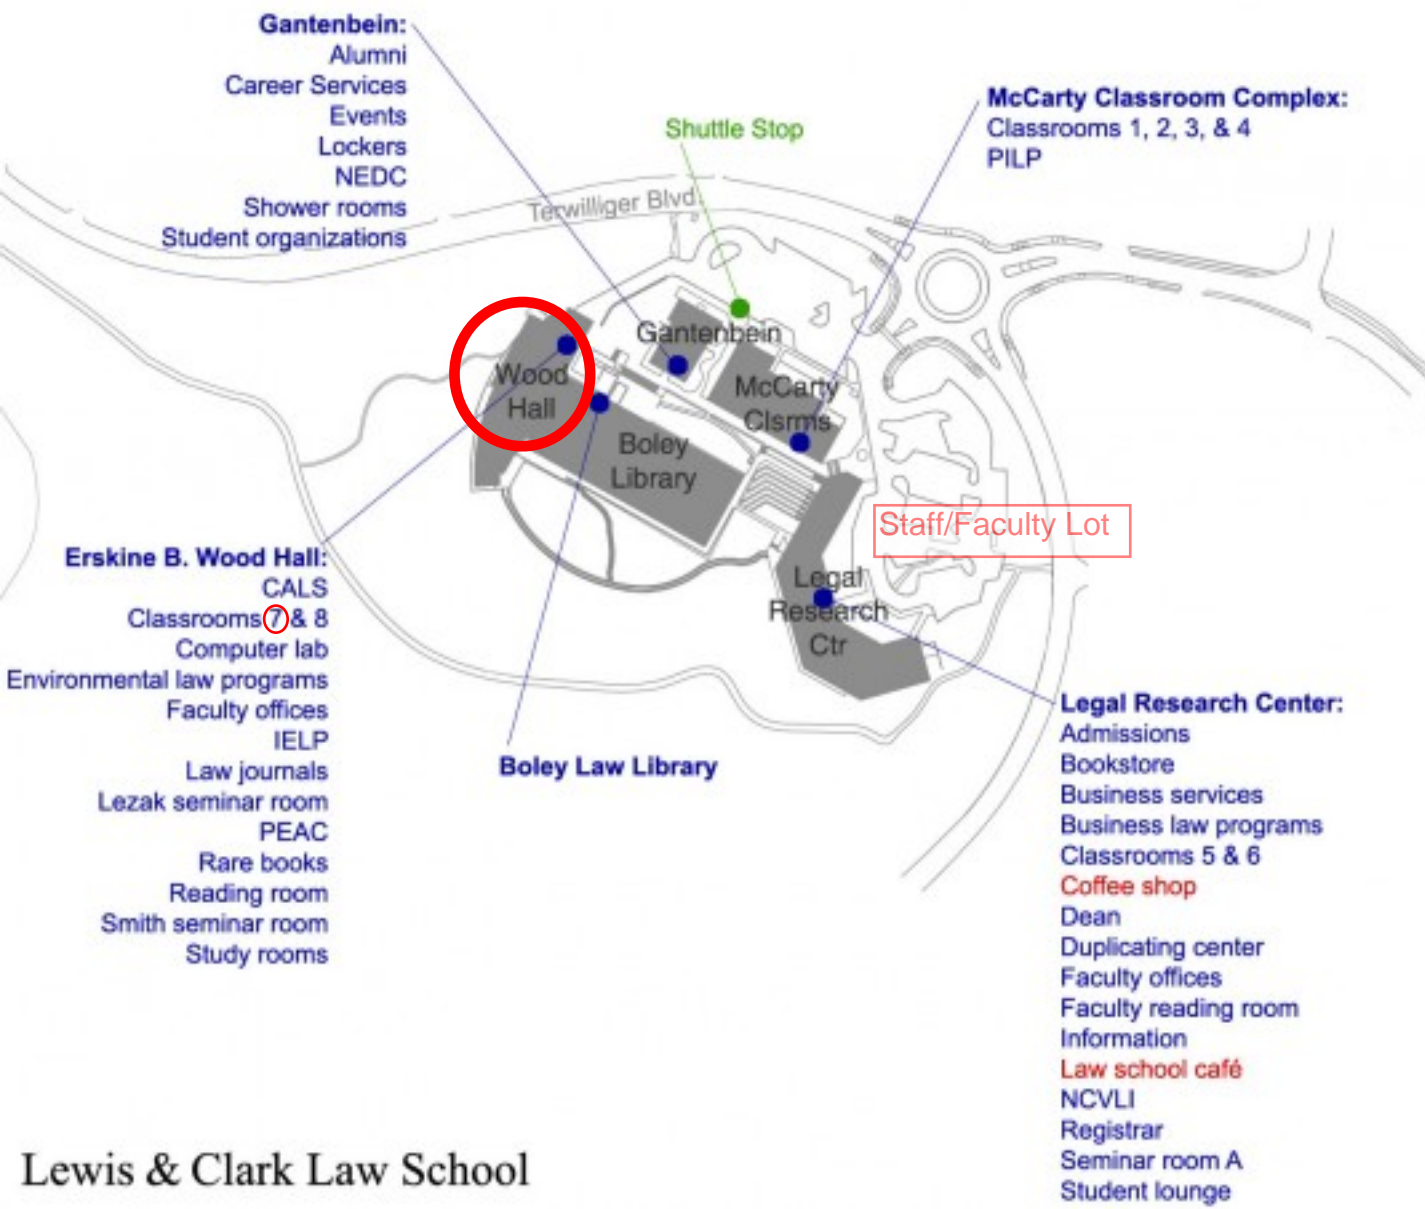 Gantenbein:
Alumni
Career Services
Events
Lockers
NEDC
Shower rooms
Student organizations
Shuttle Stop
McCarty Classroom Complex:
Classrooms 1, 2, 3, & 4
PILP
Terwilliger Blvd.
Gantenbein
Wood
Hall
McCarty
Clsrms
Boley
Library
Staff/Faculty Lot
Legal
Research
Ctr
Erskine B. Wood Hall:
CALS
Classrooms 7 & 8
Computer lab
Environmental law programs
Faculty offices
IELP
Law journals
Lezak seminar room
PEAC
Rare books
Reading room
Smith seminar room
Study rooms
Boley Law Library
Legal Research Center:
Admissions
Bookstore
Business services
Business law programs
Classrooms 5 & 6
Coffee shop
Dean
Duplicating center
Faculty offices
Faculty reading room
Information
Law school café
NCVLI
Registrar
Seminar room A
Student lounge
Lewis & Clark Law School